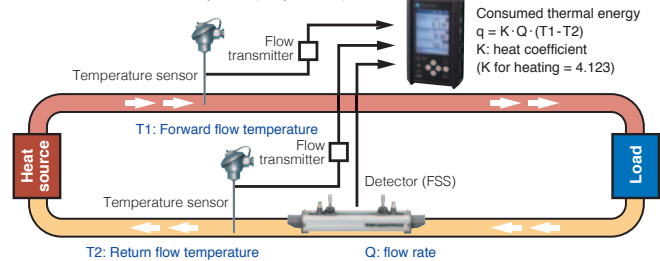 Consumed thermal energy
q = K·Q·(T1-T2)
K: heat coefficient
(K for heating = 4.123)
Flow
transmitter
Temperature sensor
T1: Forward flow temperature
Heat
source
Flow
transmitter
Load
Detector (FSS)
Temperature sensor
T2: Return flow temperature
Q: flow rate